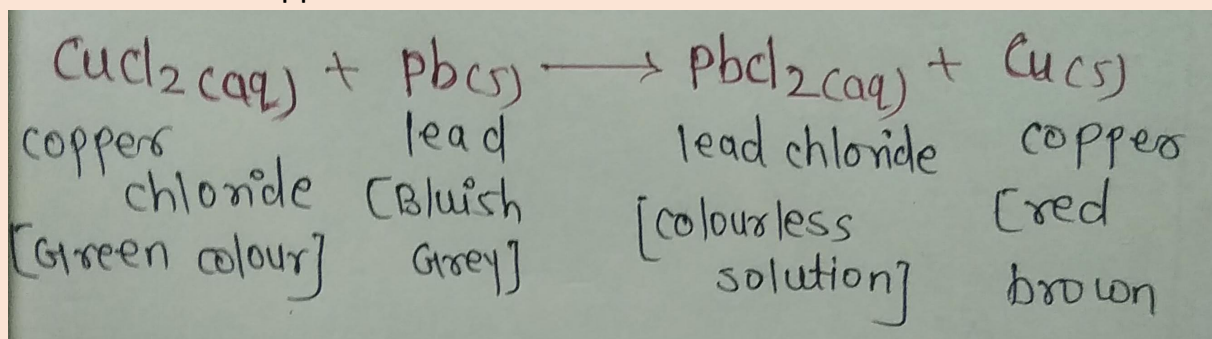 CuCl2(aq) + Pb(s) → PbCl2(aq) + Cu(s)
copper lead lead chloride copper
chloride [Bluish [colourless [red
[Green colour] Grey] solution] brown